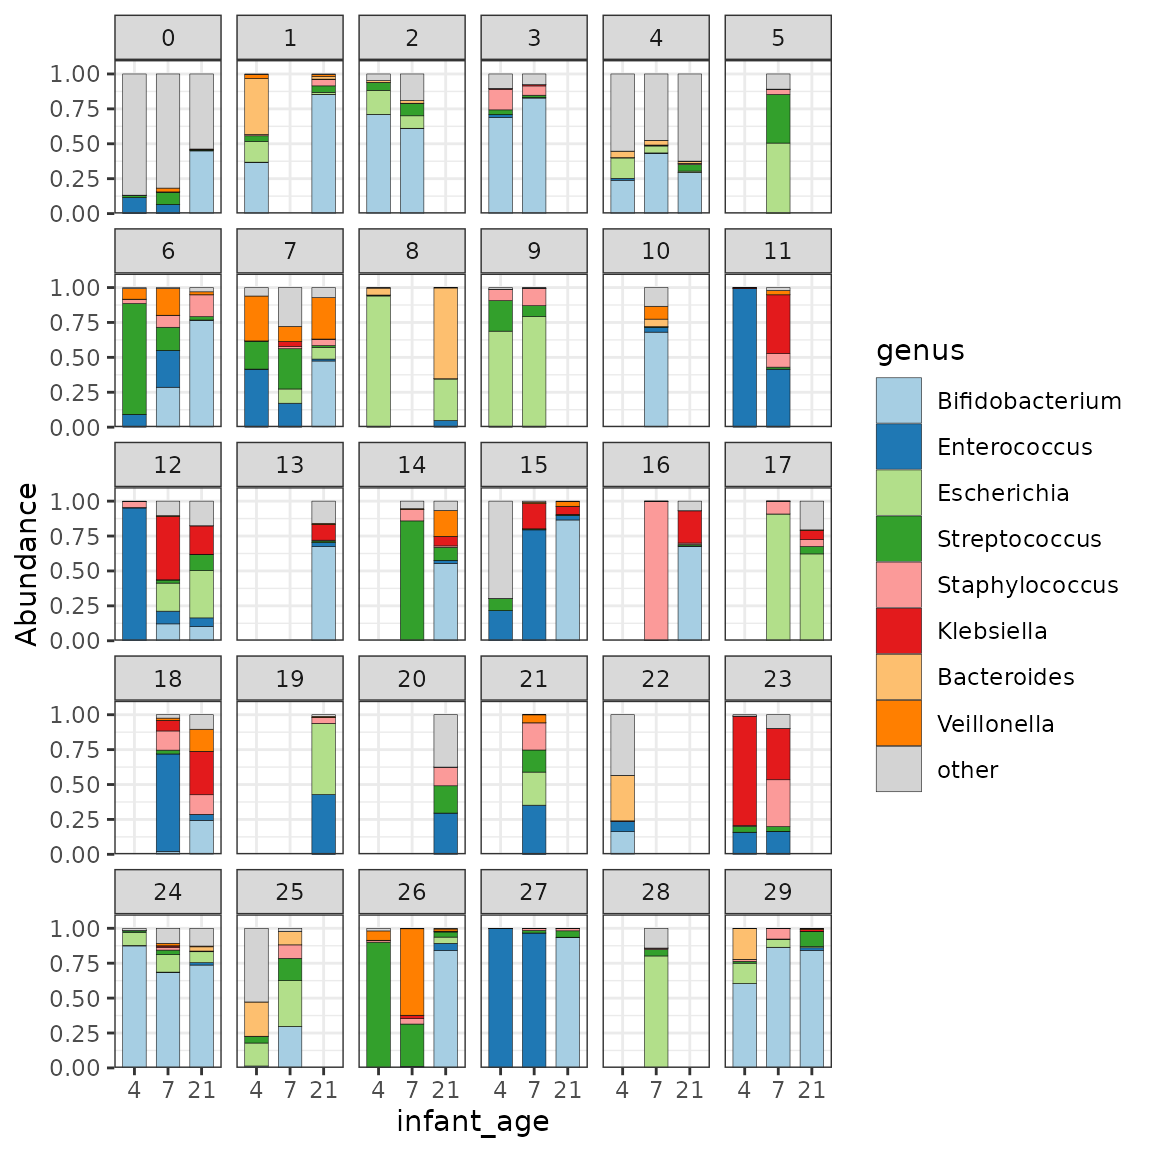 0 1 2 3 4 5
1.00
0.75
0.50
0.25
0.00
6 7 8 9 10 11
1.00
0.75
0.50
0.25
0.00
12 13 14 15 16 17
1.00
0.75
0.50
0.25
0.00
18 19 20 21 22 23
1.00
0.75
0.50
0.25
0.00
24 25 26 27 28 29
1.00
0.75
0.50
0.25
0.00
4 7 21 4 7 21 4 7 21 4 7 21 4 7 21 4 7 21
infant_age
Abundance
genus
Bifidobacterium
Enterococcus
Escherichia
Streptococcus
Staphylococcus
Klebsiella
Bacteroides
Veillonella
other